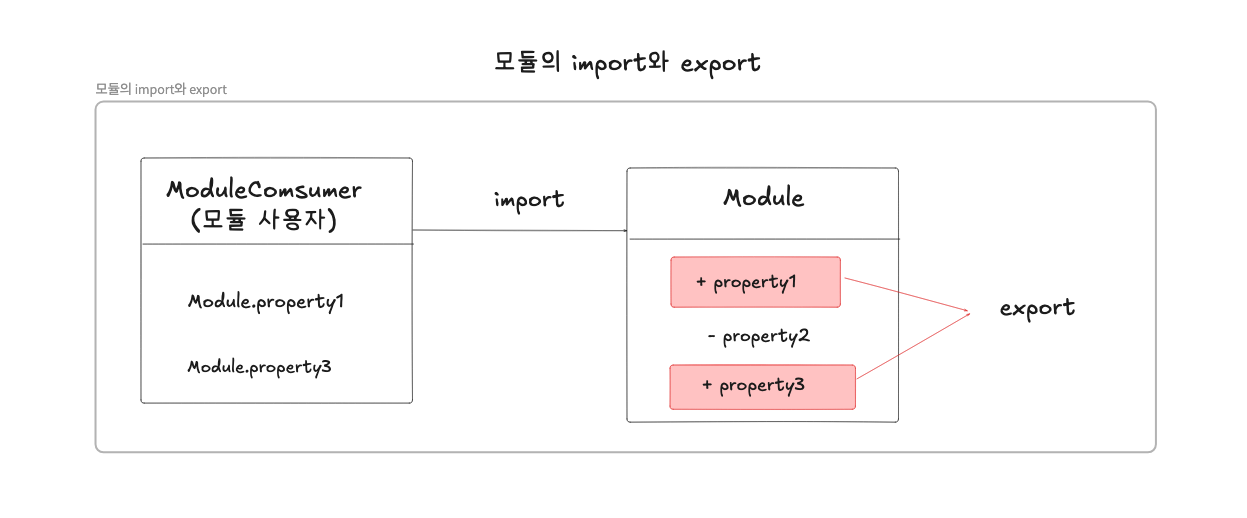 모듈의 import와 export
모듈의 import와 export
ModuleComsumer
(모듈 사용자)
Module.property1
Module.property3
import
Module
+ property1
- property2
+ property3
export